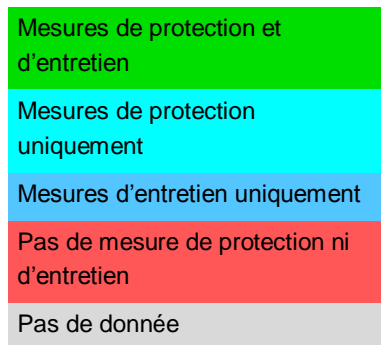 Mesures de protection et
d’entretien
Mesures de protection
uniquement
Mesures d’entretien uniquement
Pas de mesure de protection ni
d’entretien
Pas de donnée